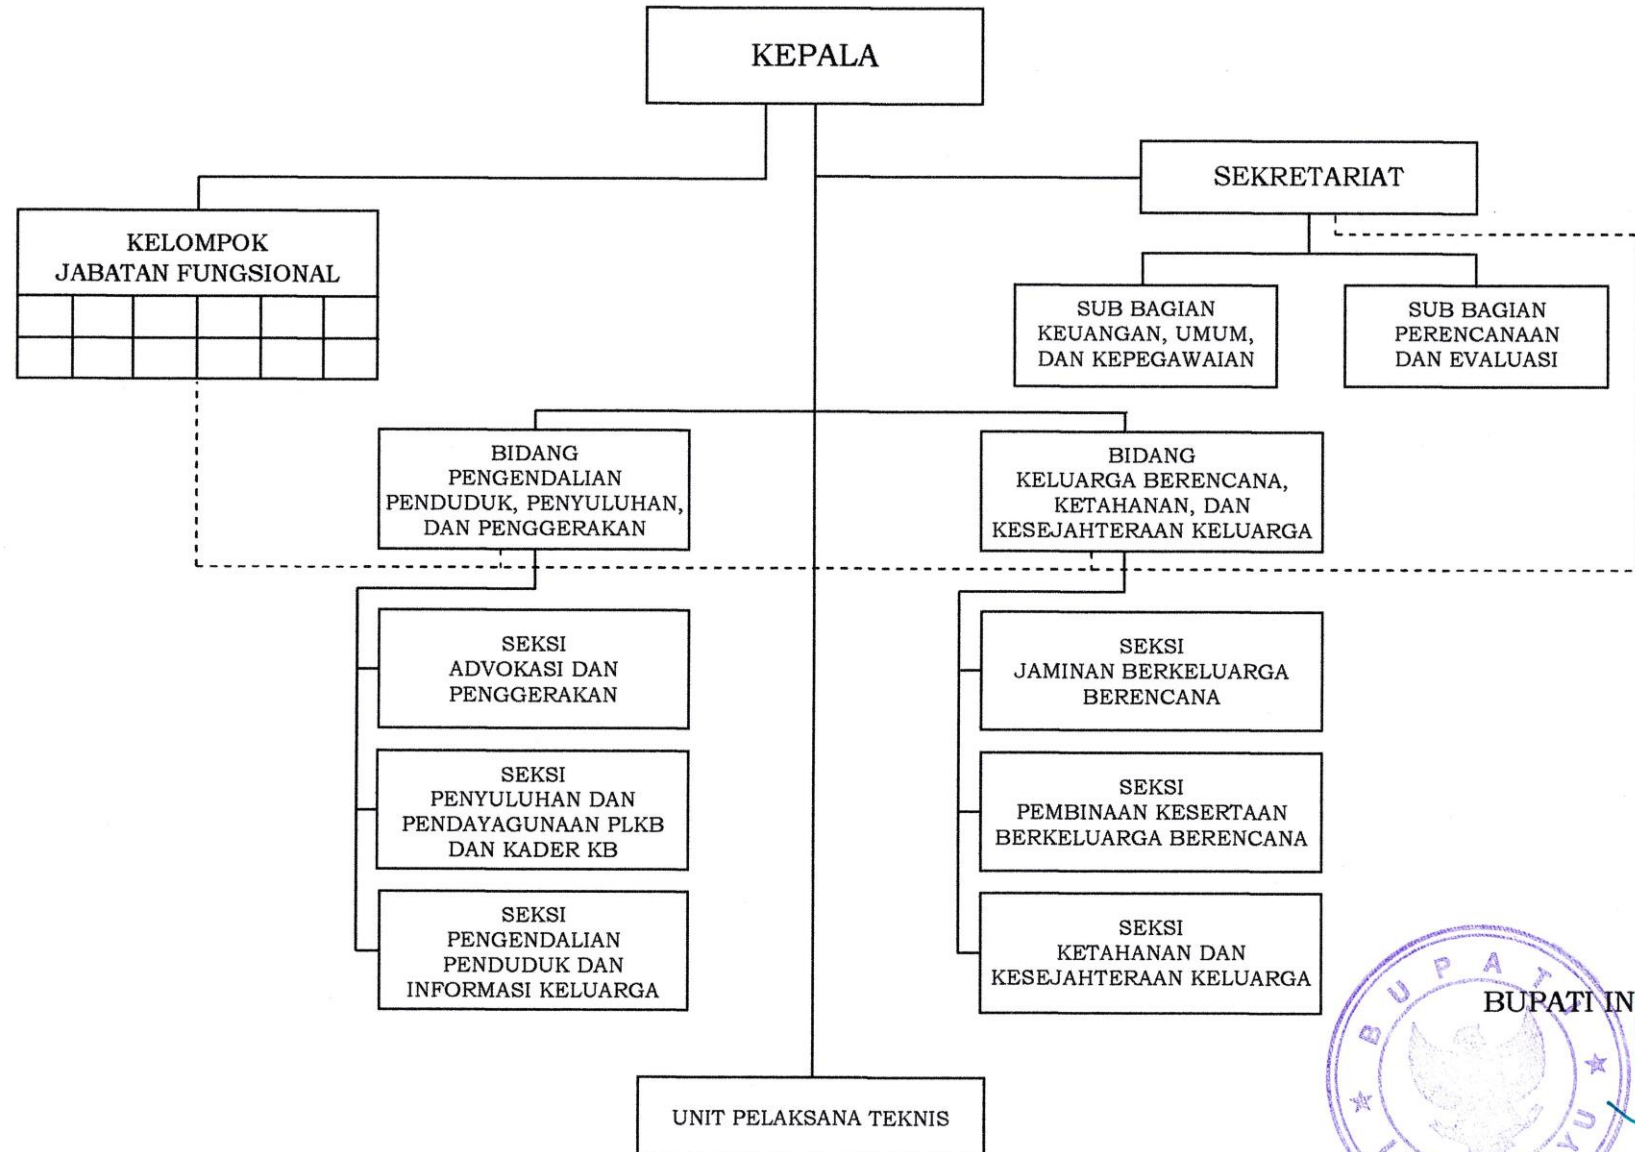 KEPALA
SEKRETARIAT
KELOMPOK
JABATAN FUNGSIONAL
SUB BAGIAN
KEUANGAN, UMUM,
DAN KEPEGAWAIAN
SUB BAGIAN
PERENCANAAN
DAN EVALUASI
BIDANG
PENGENDALIAN
PENDUDUK, PENYULUHAN,
DAN PENGGERAKAN
BIDANG
KELUARGA BERENCANA,
KETAHANAN, DAN
KESEJAHTERAAN KELUARGA
SEKSI
ADVOKASI DAN
PENGGERAKAN
SEKSI
JAMINAN BERKELUARGA
BERENCANA
SEKSI
PENYULUHAN DAN
PENDAYAGUNAAN PLKB
DAN KADER KB
SEKSI
PEMBINAAN KESERTAAN
BERKELUARGA BERENCANA
SEKSI
PENGENDALIAN
PENDUDUK DAN
INFORMASI KELUARGA
SEKSI
KETAHANAN DAN
KESEJAHTERAAN KELUARGA
BUPATI IN
BUPATI
YU
UNIT PELAKSANA TEKNIS